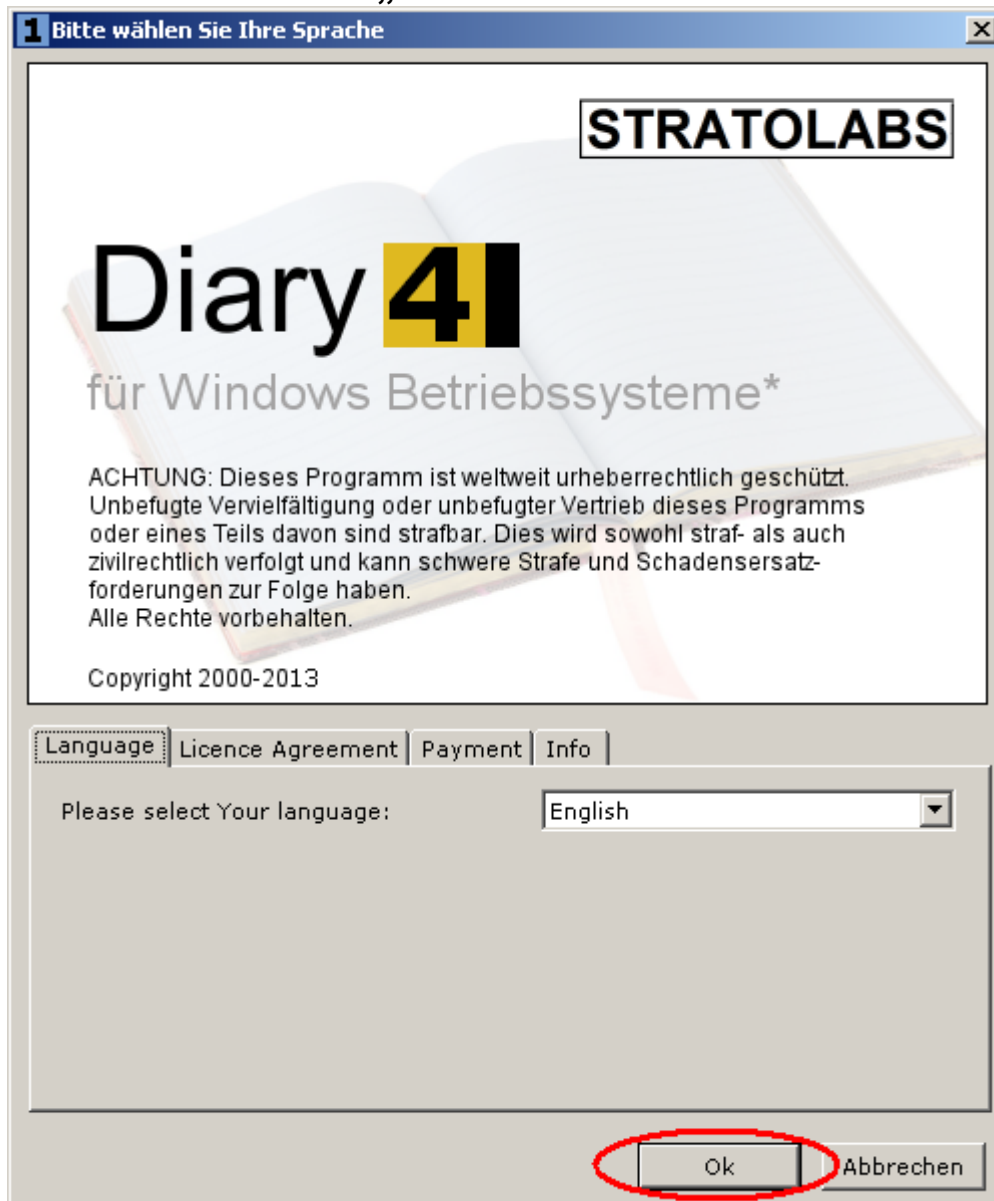 „
1 Bitte wählen Sie Ihre Sprache
STRATOLABS
Diary 4
für Windows Betriebssysteme*
ACHTUNG: Dieses Programm ist weltweit urheberrechtlich geschützt.
Unbefugte Vervielfältigung oder unbefugter Vertrieb dieses Programms
oder eines Teils davon sind strafbar. Dies wird sowohl straf- als auch
zivilrechtlich verfolgt und kann schwere Strafe und Schadensersatz-
forderungen zur Folge haben.
Alle Rechte vorbehalten.
Copyright 2000-2013
Language Licence Agreement Payment Info
Please select Your language: English
Ok Abbrechen